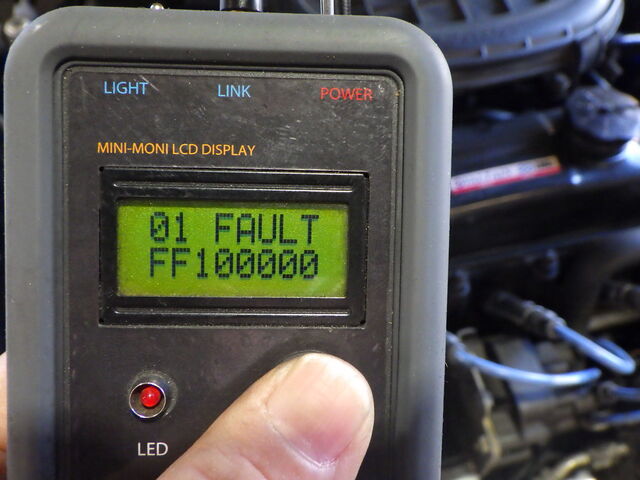 LIGHT LINK POWER
MINI-MONI LCD DISPLAY
01 FAULT
FF100000
LED